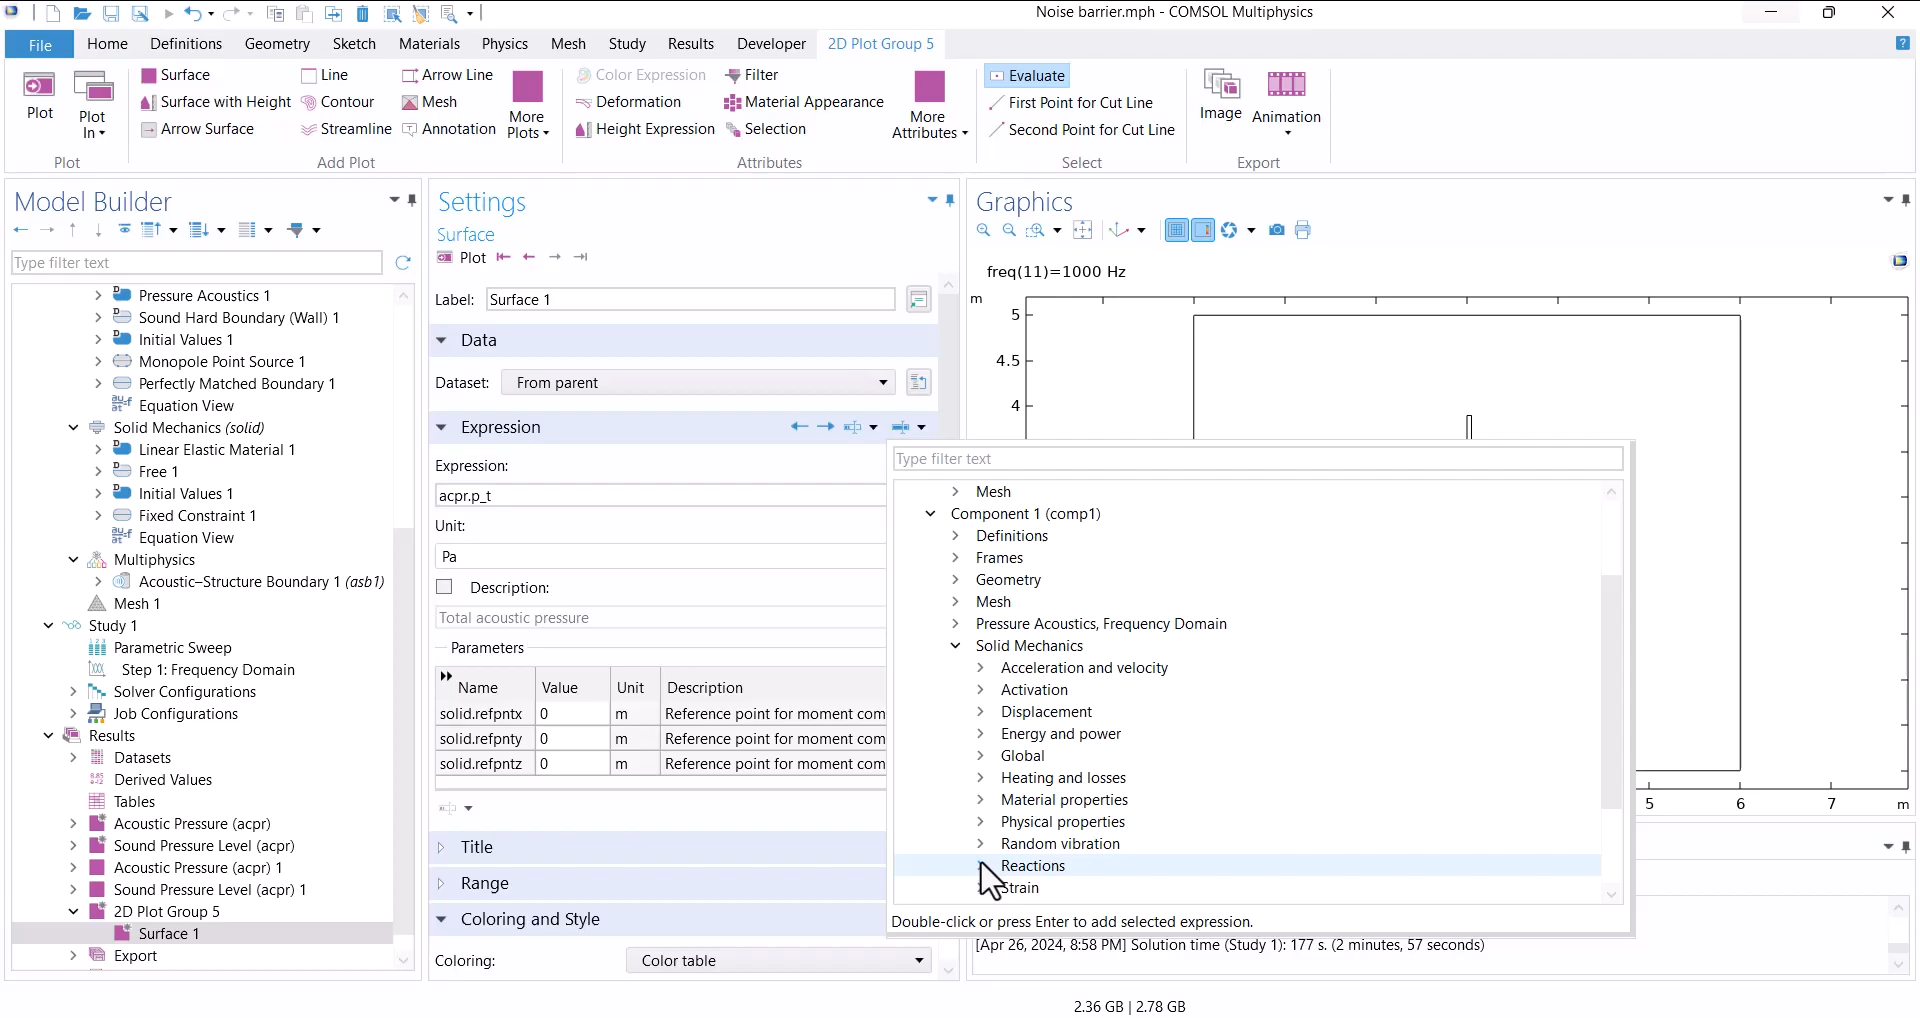 Noise barrier.mph - COMSOL Multiphysics
File Home Definitions Geometry Sketch Materials Physics Mesh Study Results Developer 2D Plot Group 5
Surface Line Arrow Line Color Expression Filter Evaluate
Surface with Height Contour Mesh Deformation Material Appearance First Point for Cut Line
Arrow Surface Streamline Annotation Height Expression Selection Second Point for Cut Line
Plot
Plot In
More Plots
More Attributes
Image
Animation
Plot Add Plot Attributes Select Export
Model Builder
Type filter text
Pressure Acoustics 1
Sound Hard Boundary (Wall) 1
Initial Values 1
Monopole Point Source 1
Perfectly Matched Boundary 1
Equation View
Solid Mechanics (solid)
Linear Elastic Material 1
Free 1
Initial Values 1
Fixed Constraint 1
Equation View
Multiphysics
Acoustic–Structure Boundary 1 (asb1)
Mesh 1
Study 1
Parametric Sweep
Step 1: Frequency Domain
Solver Configurations
Job Configurations
Results
Datasets
Derived Values
Tables
Acoustic Pressure (acpr)
Sound Pressure Level (acpr)
Acoustic Pressure (acpr) 1
Sound Pressure Level (acpr) 1
2D Plot Group 5
Surface 1
Export
Settings
Surface
Plot
Label: Surface 1
Data
Dataset: From parent
Expression
Expression:
acpr.p_t
Unit:
Pa
Description:
Total acoustic pressure
Parameters
Name Value Unit Description
solid.refpntx 0 m Reference point for moment com
solid.refpnty 0 m Reference point for moment com
solid.refpntz 0 m Reference point for moment com
Title
Range
Coloring and Style
Coloring: Color table
Graphics
freq(11)=1000 Hz
m
5
4.5
4
Type filter text
Mesh
Component 1 (comp1)
Definitions
Frames
Geometry
Mesh
Pressure Acoustics, Frequency Domain
Solid Mechanics
Acceleration and velocity
Activation
Displacement
Energy and power
Global
Heating and losses
Material properties
Physical properties
Random vibration
Reactions
Strain
Double-click or press Enter to add selected expression.
5 6 7 m
[Apr 26, 2024, 8:58 PM] Solution time (Study 1): 177 s. (2 minutes, 57 seconds)
2.36 GB | 2.78 GB